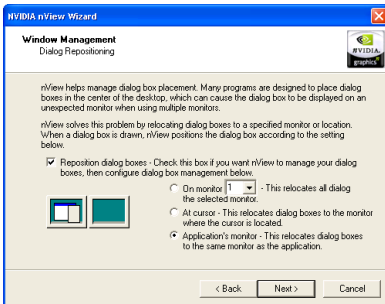 NVIDIA nView Wizard
Window Management
Dialog Repositioning
NVIDIA.
graphics
nView helps manage dialog box placement. Many programs are designed to place dialog
boxes in the center of the desktop, which can cause the dialog box to be displayed on an
unexpected monitor when using multiple monitors.
nView solves this problem by relocating dialog boxes to a specified monitor or location.
When a dialog box is drawn, nView positions the dialog box according to the setting
below.
Reposition dialog boxes - Check this box if you want nView to manage your dialog
boxes, then configure dialog box management below.
On monitor 1 - This relocates all dialog
the selected monitor.
At cursor - This relocates dialog boxes to the monitor
where the cursor is located.
Application's monitor - This relocates dialog boxes
to the same monitor as the application.
< Back
Next >
Cancel